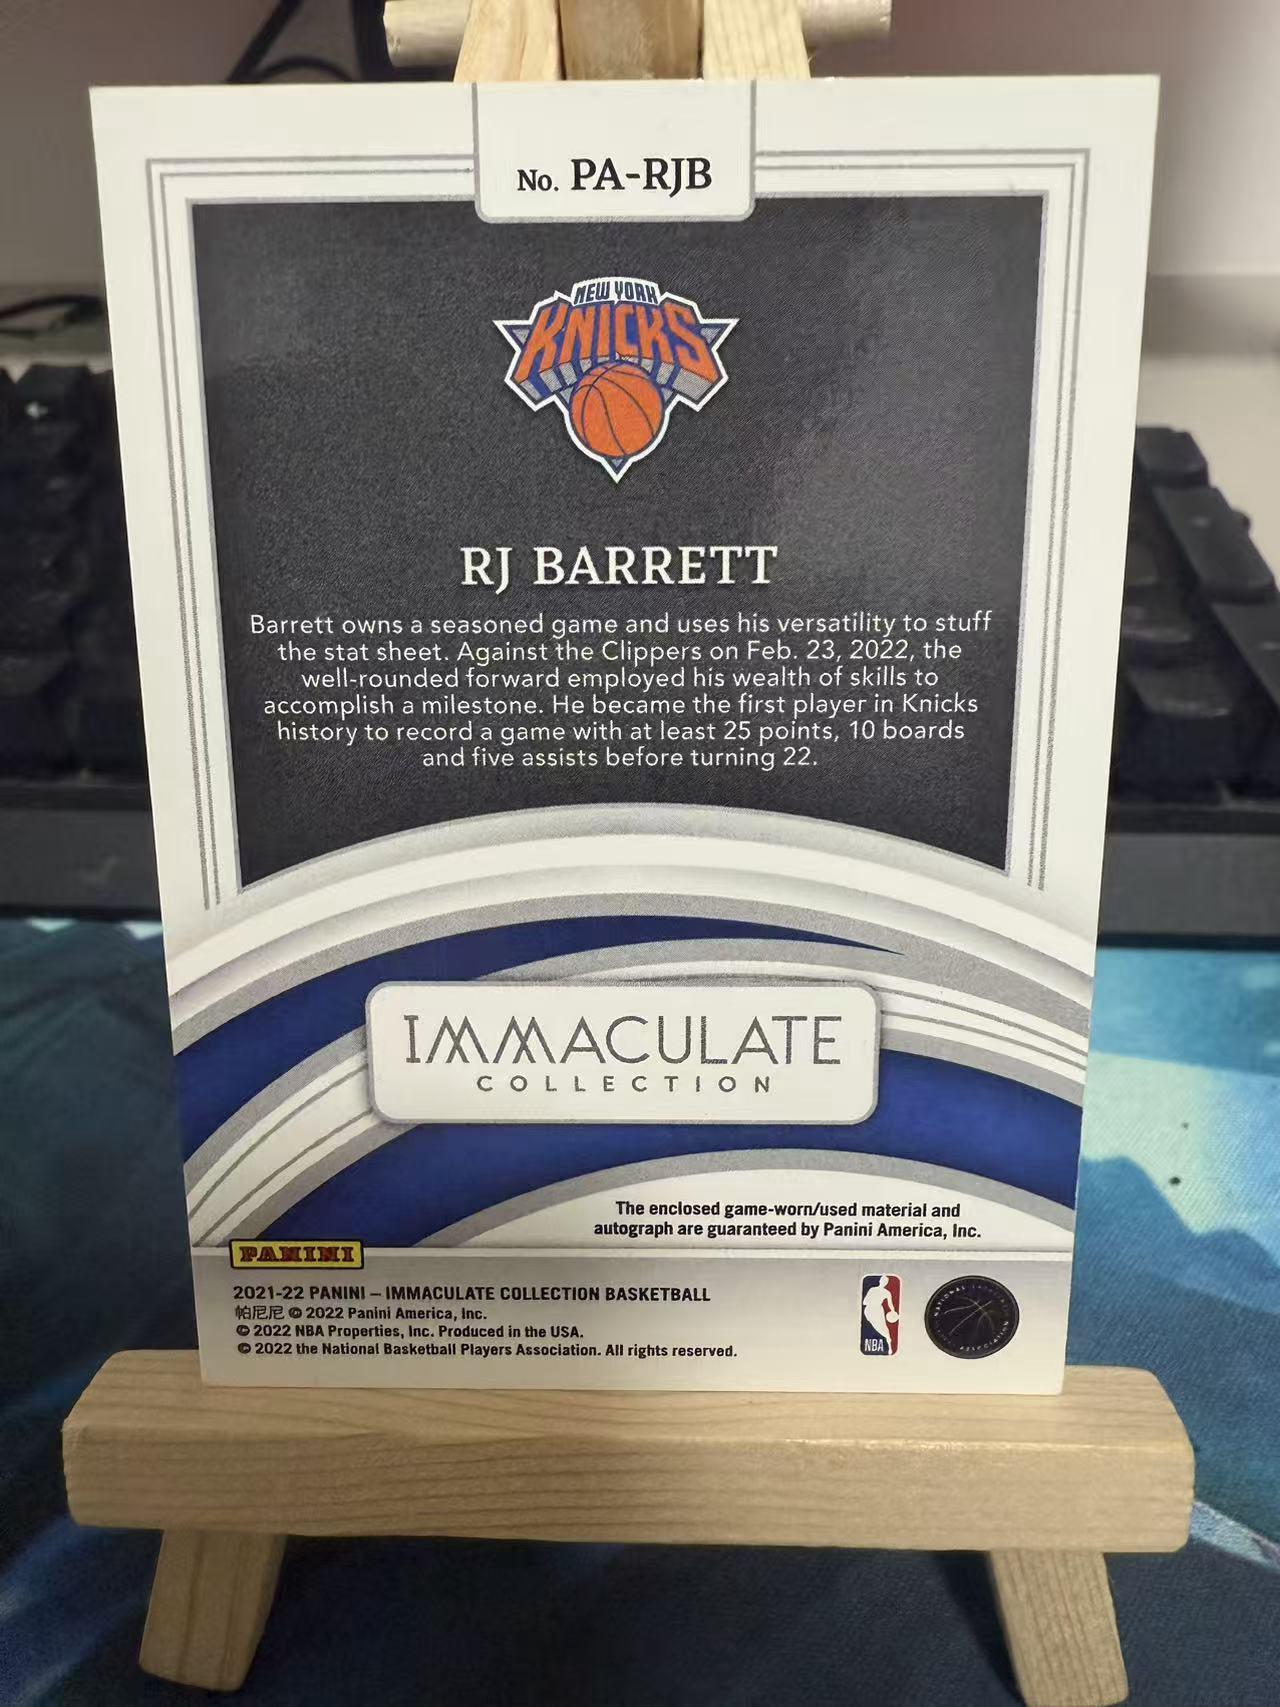 No. PA-RJB
NEW YORK
KNICKS
RJ BARRETT
Barrett owns a seasoned game and uses his versatility to stuff
the stat sheet. Against the Clippers on Feb. 23, 2022, the
well-rounded forward employed his wealth of skills to
accomplish a milestone. He became the first player in Knicks
history to record a game with at least 25 points, 10 boards
and five assists before turning 22.
IMMACULATE
COLLECTION
The enclosed game-worn/used material and
autograph are guaranteed by Panini America, Inc.
PANINI
2021-22 PANINI – IMMACULATE COLLECTION BASKETBALL
帕尼尼 © 2022 Panini America, Inc.
© 2022 NBA Properties, Inc. Produced in the USA.
© 2022 the National Basketball Players Association. All rights reserved.
NBA
NATIONAL
ASSOCIATION